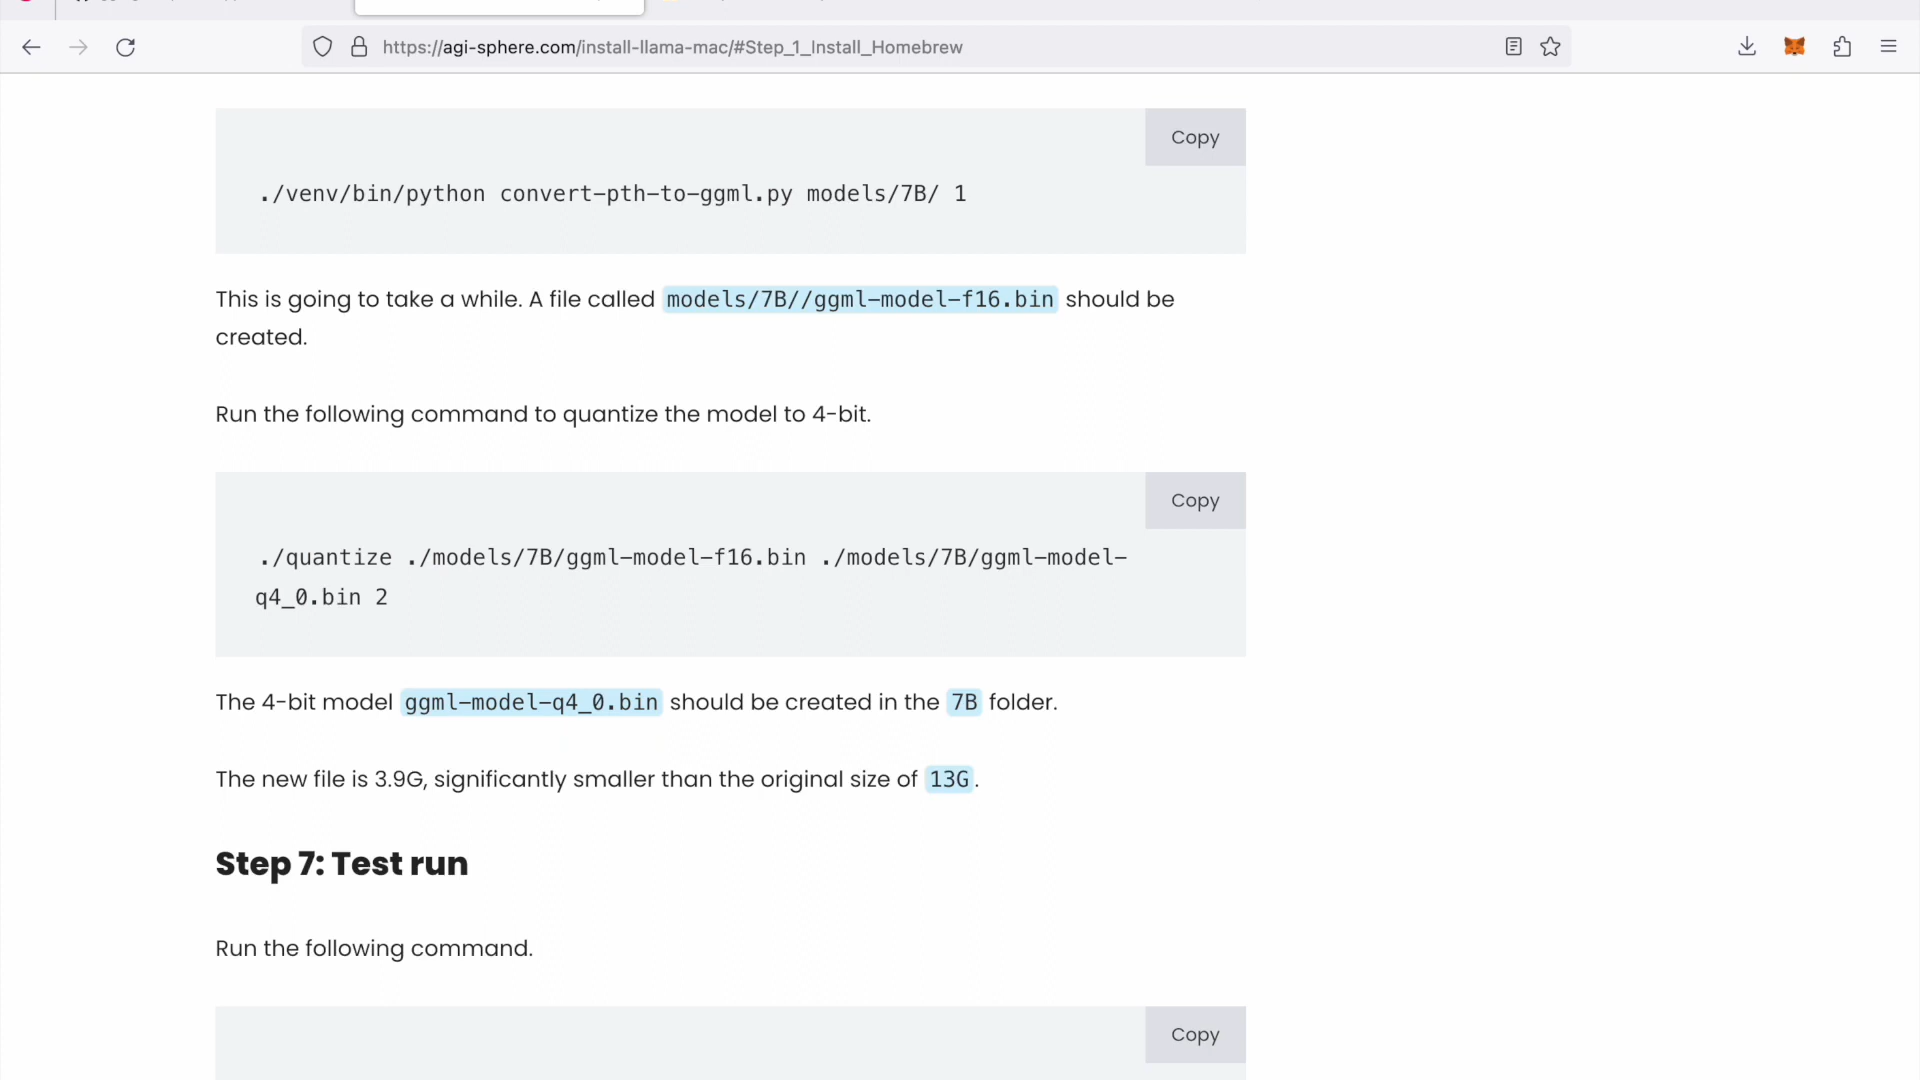 https://agi-sphere.com/install-llama-mac/#Step_1_Install_Homebrew
Copy
./venv/bin/python convert-pth-to-ggml.py models/7B/ 1
This is going to take a while. A file called models/7B//ggml-model-f16.bin should be
created.
Run the following command to quantize the model to 4-bit.
Copy
./quantize ./models/7B/ggml-model-f16.bin ./models/7B/ggml-model-
q4_0.bin 2
The 4-bit model ggml-model-q4_0.bin should be created in the 7B folder.
The new file is 3.9G, significantly smaller than the original size of 13G.
Step 7: Test run
Run the following command.
Copy